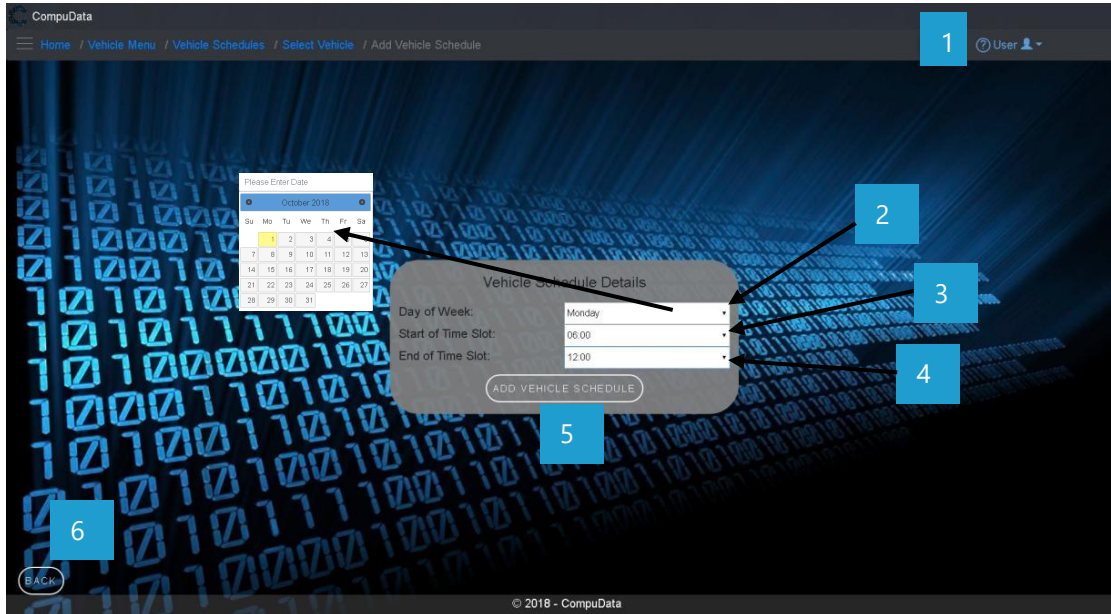 CompuData
Home / Vehicle Menu / Vehicle Schedules / Select Vehicle / Add Vehicle Schedule
1
User
Please Enter Date
October 2018
Su Mo Tu We Th Fr Sa
1 2 3 4
7 8 9 10 11 12 13
14 15 16 17 18 19 20
21 22 23 24 25 26 27
28 29 30 31
2
Vehicle Schedule Details
3
Day of Week: Monday
Start of Time Slot: 06:00
End of Time Slot: 12:00
4
ADD VEHICLE SCHEDULE
5
6
BACK
© 2018 - CompuData